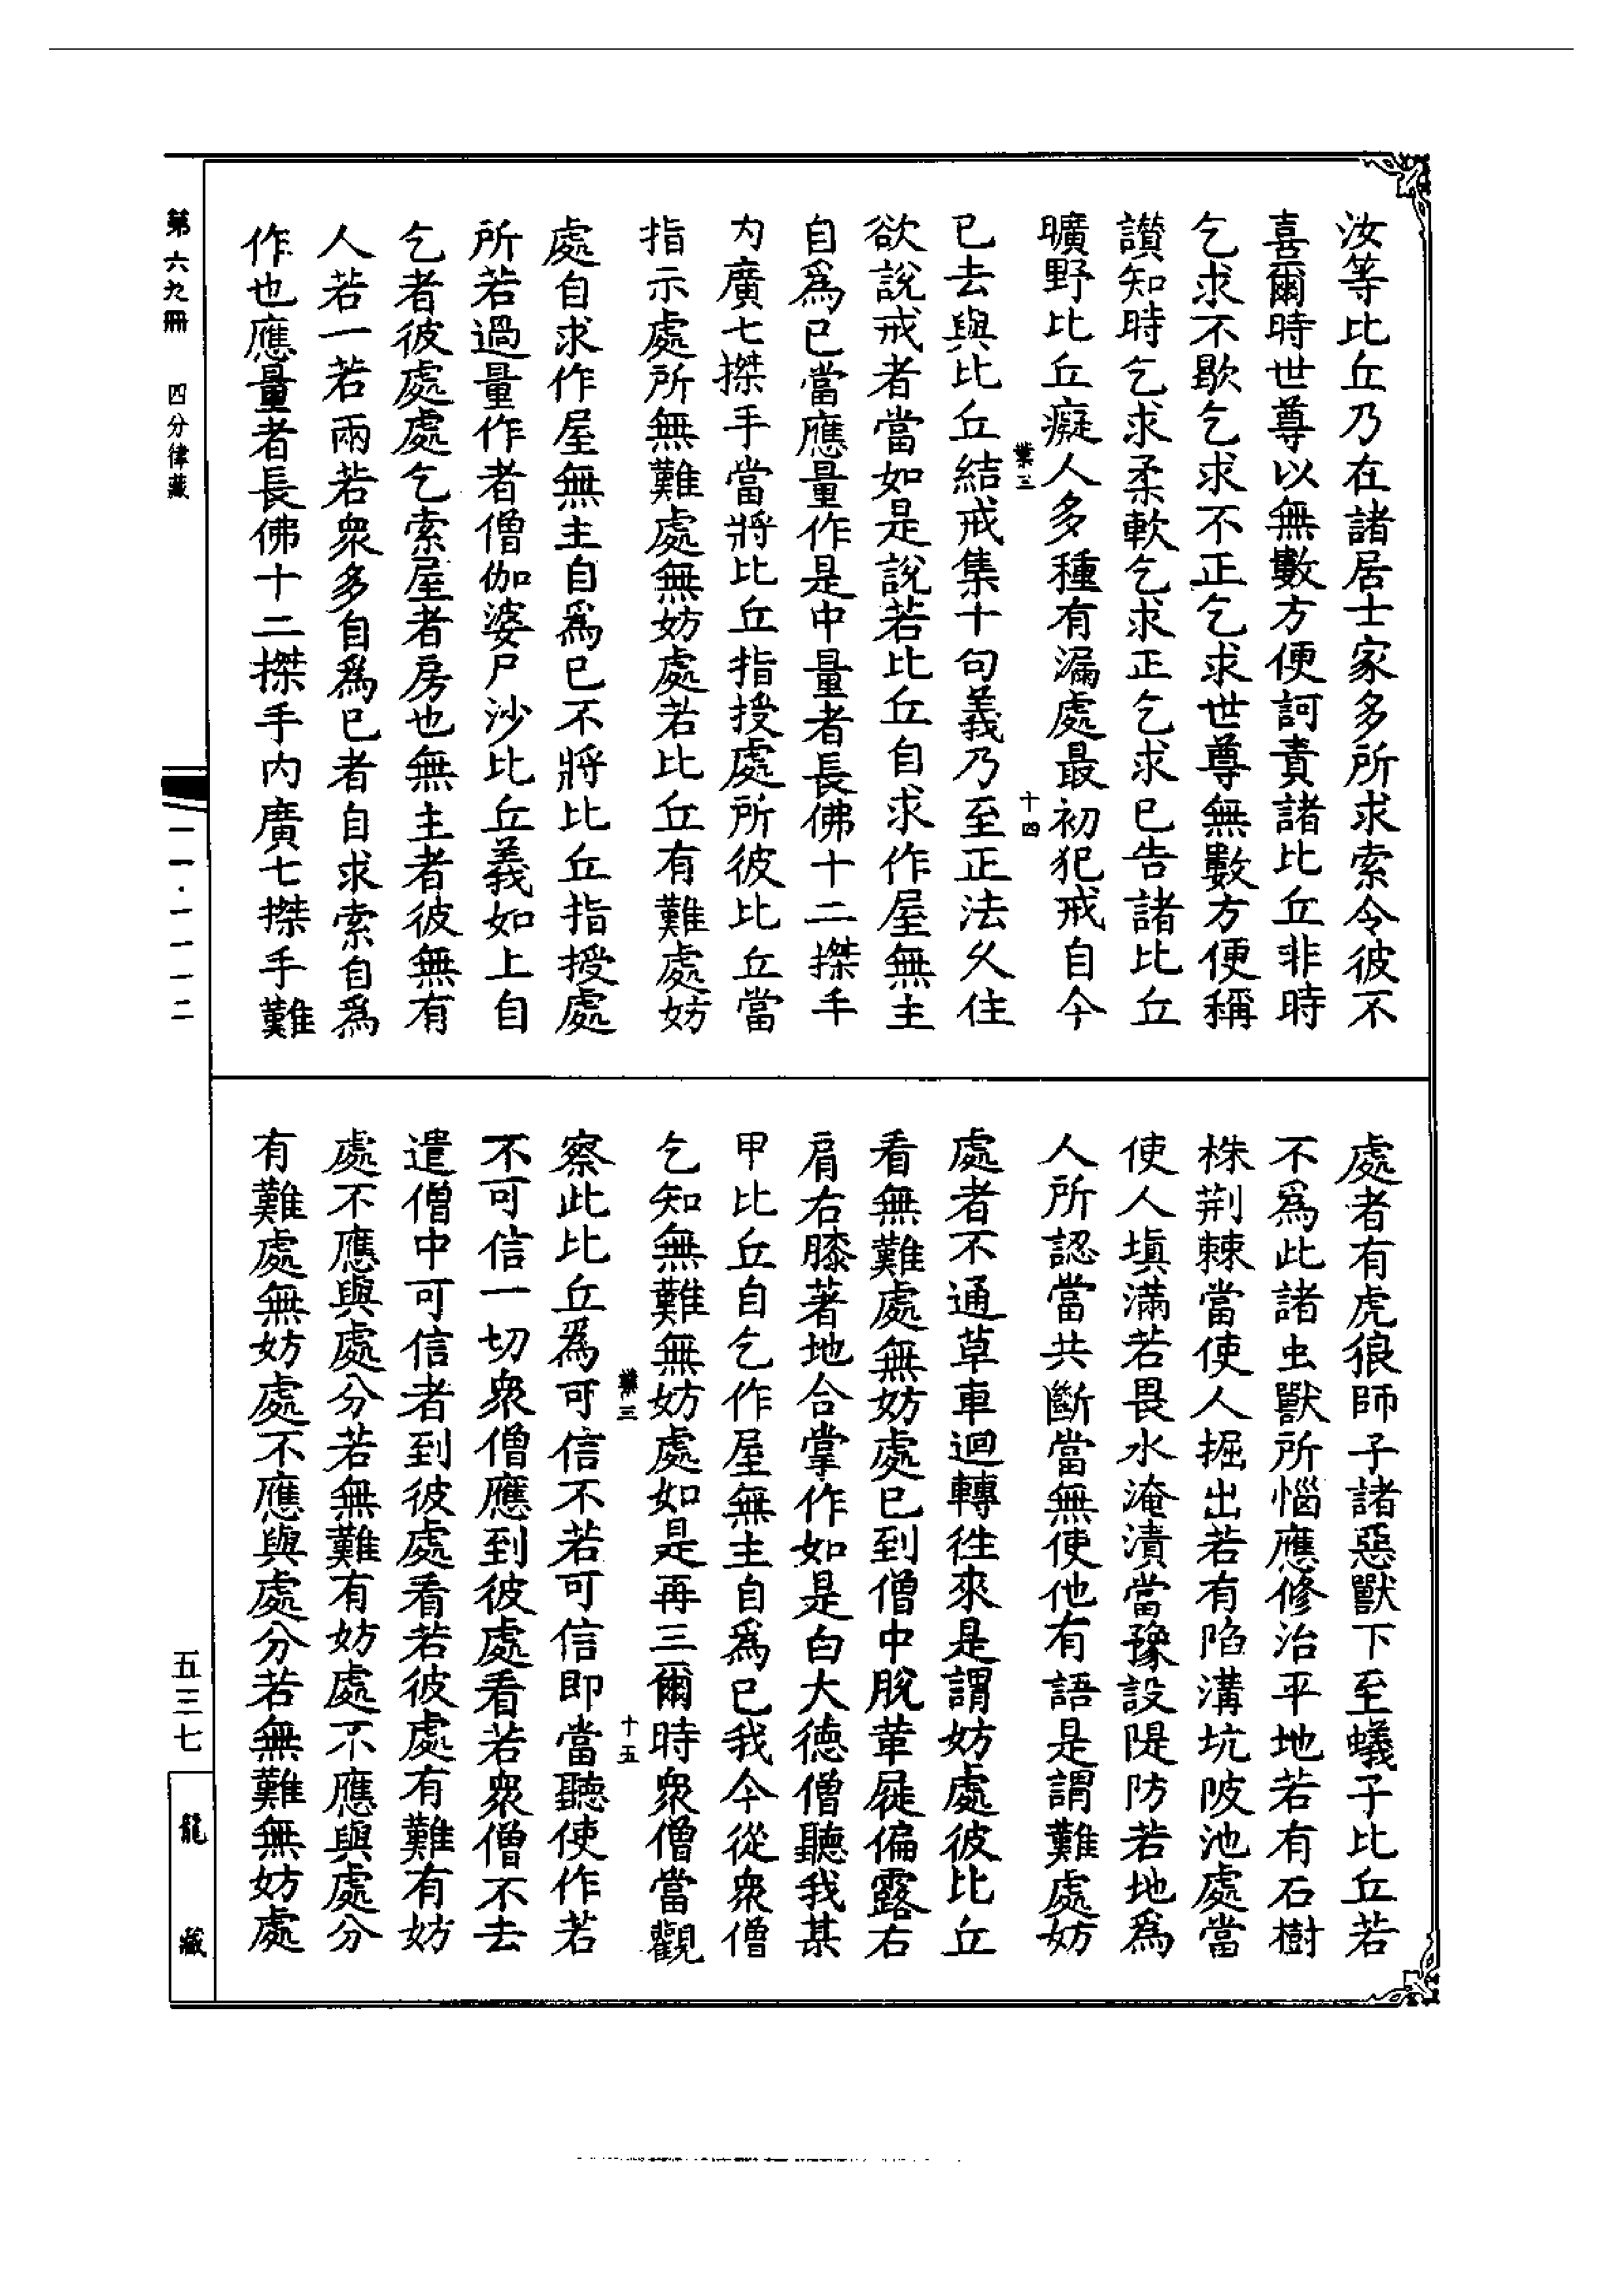 汝等比丘乃在諸居士家多所求索令彼不
喜爾時世尊以無數方便訶責諸比丘非時
乞求不歇乞求不正乞求世尊無數方便稱
讃知時乞求柔軟乞求正乞求已告諸比丘
曠野比丘癡人多種有漏處最初犯戒自今
業三 十四
已去與比丘結戒集十句義乃至正法久住
欲說戒者當如是說若比丘自求作屋無主
自爲已當應量作是中量者長佛十二搩手
内廣七搩手當將比丘指授處所彼比丘當
指示處所無難處無妨處若比丘有難處妨
處自求作屋無主自爲已不將比丘指授處
所若過量作者僧伽婆尸沙比丘義如上自
乞者彼處處乞索屋者房也無主者彼無有
人若一若兩若衆多自爲已者自求索自爲
作也應量者長佛十二搩手内廣七搩手難
處者有虎狼師子諸惡獸下至蟻子比丘若
不爲此諸虫獸所惱應修治平地若有石樹
株荆棘當使人掘出若有陷溝坑陂池處當
使人塡滿若畏水淹漬當豫設隄防若地爲
人所認當共斷當無使他有語是謂難處妨
處者不通草車迴轉徃來是謂妨處彼比丘
看無難處無妨處已到僧中脫革屣偏露右
肩右膝著地合掌作如是白大德僧聽我某
甲比丘自乞作屋無主自爲已我今從衆僧
乞知無難無妨處如是再三爾時衆僧當觀
業三 十五
察此比丘爲可信不若可信即當聽使作若
不可信一切衆僧應到彼處看若衆僧不去
遣僧中可信者到彼處看若彼處有難有妨
處不應與處分若無難有妨處不應與處分
有難處無妨處不應與處分若無難無妨處
第六九冊 四分律藏
一一·一一一二
五三七
龍藏